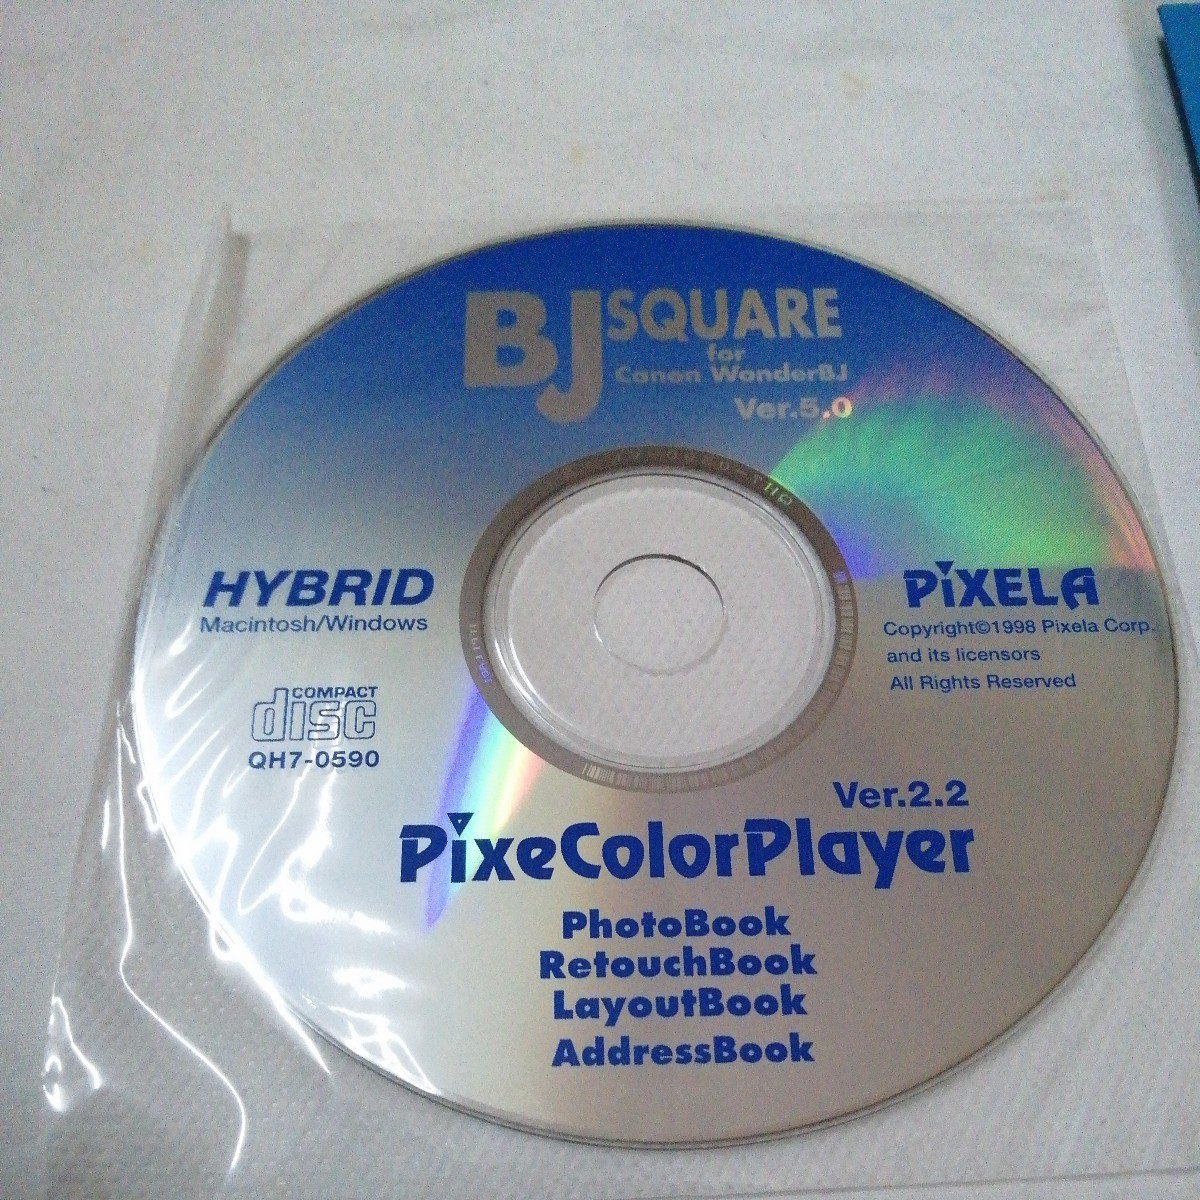 BJ SQUARE
for
Canon WonderBJ
Ver.5.0
HYBRID
Macintosh/Windows
COMPACT
disc
QH7-0590
PiXELA
Copyright©1998 Pixela Corp.
and its licensors
All Rights Reserved
Ver.2.2
PixeColorPlayer
PhotoBook
RetouchBook
LayoutBook
AddressBook